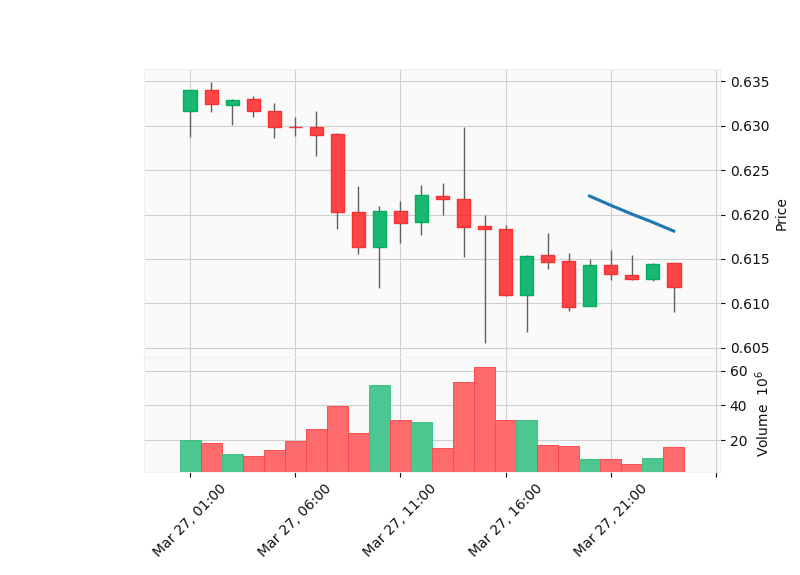 0.635
0.630
0.625
0.620
0.615
0.610
0.605
Price
60
40
20
Volume 10^6
Mar 27, 01:00
Mar 27, 06:00
Mar 27, 11:00
Mar 27, 16:00
Mar 27, 21:00